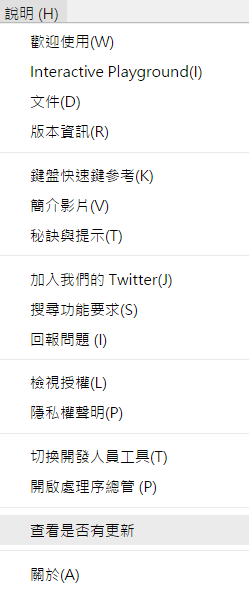 說明 (H)
歡迎使用(W)
Interactive Playground(I)
文件(D)
版本資訊(R)
鍵盤快速鍵參考(K)
簡介影片(V)
秘訣與提示(T)
加入我們的 Twitter(J)
搜尋功能要求(S)
回報問題 (I)
檢視授權(L)
隱私權聲明(P)
切換開發人員工具(T)
開啟處理序總管 (P)
查看是否有更新
關於(A)